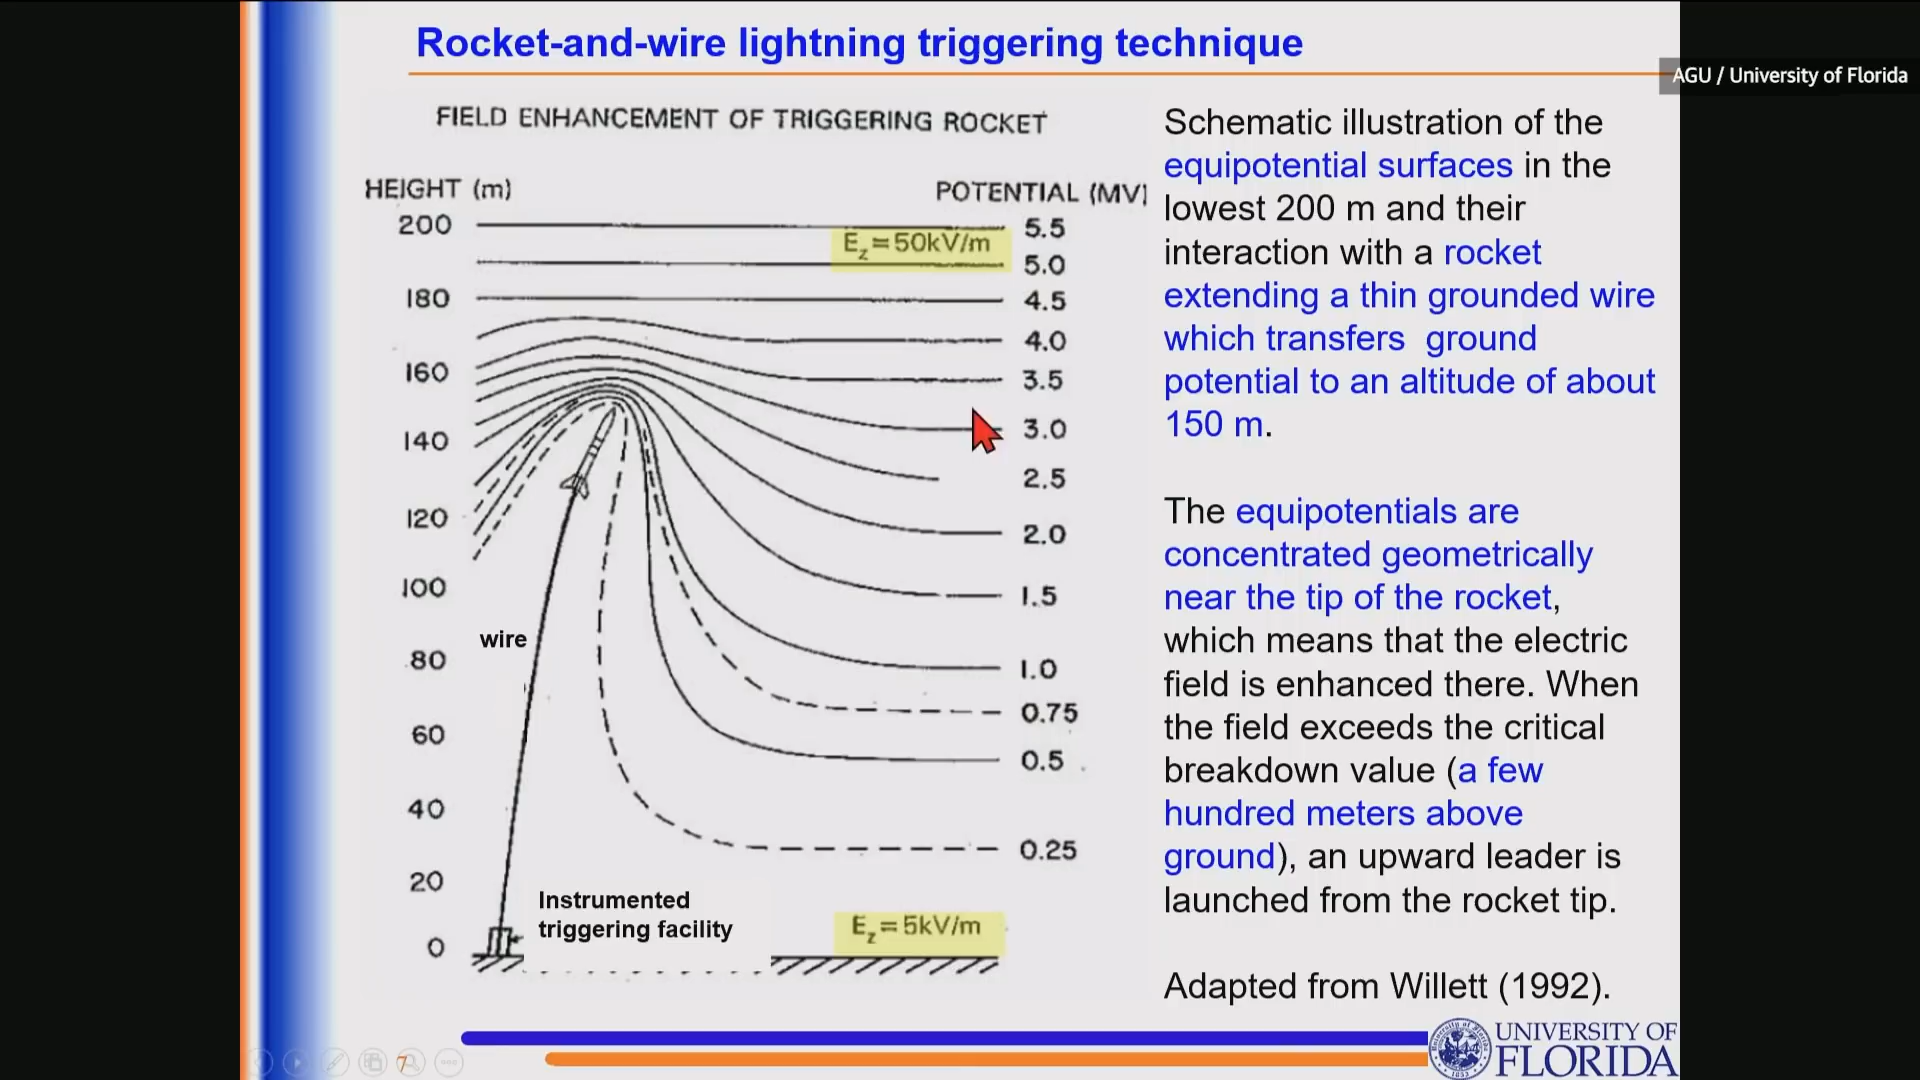 Rocket-and-wire lightning triggering technique
AGU / University of Florida
FIELD ENHANCEMENT OF TRIGGERING ROCKET
HEIGHT (m)
POTENTIAL (MV)
200
180
160
140
120
100
80
60
40
20
0
5.5
5.0
4.5
4.0
3.5
3.0
2.5
2.0
1.5
1.0
0.75
0.5
0.25
Ez = 50kV/m
wire
Instrumented
triggering facility
Ez = 5kV/m
Schematic illustration of the
equipotential surfaces in the
lowest 200 m and their
interaction with a rocket
extending a thin grounded wire
which transfers ground
potential to an altitude of about
150 m.
The equipotentials are
concentrated geometrically
near the tip of the rocket,
which means that the electric
field is enhanced there. When
the field exceeds the critical
breakdown value (a few
hundred meters above
ground), an upward leader is
launched from the rocket tip.
Adapted from Willett (1992).
7
UNIVERSITY OF
FLORIDA